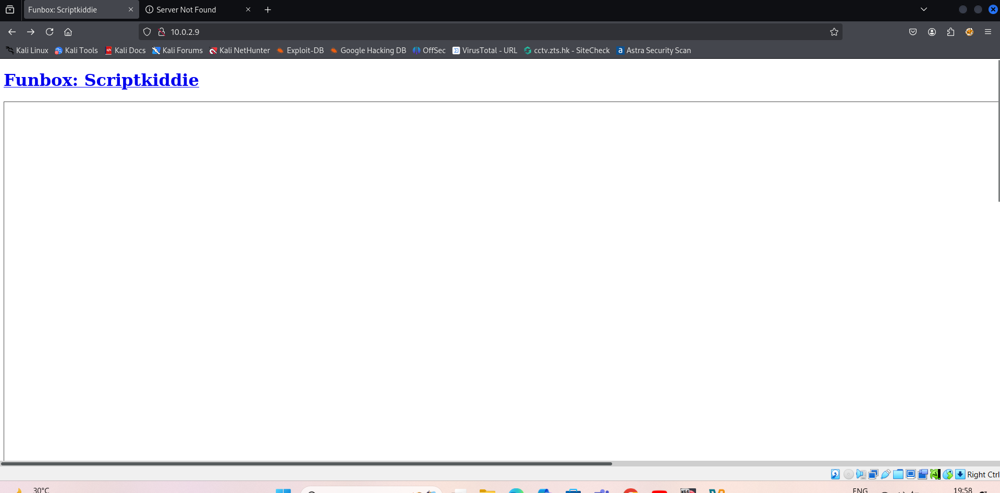 Funbox: Scriptkiddie
Server Not Found
10.0.2.9
Kali Linux Kali Tools Kali Docs Kali Forums Kali NetHunter Exploit-DB Google Hacking DB OffSec VirusTotal - URL cctv.zts.hk - SiteCheck Astra Security Scan
Funbox: Scriptkiddie
Right Ctrl
30°C ENG 19:58